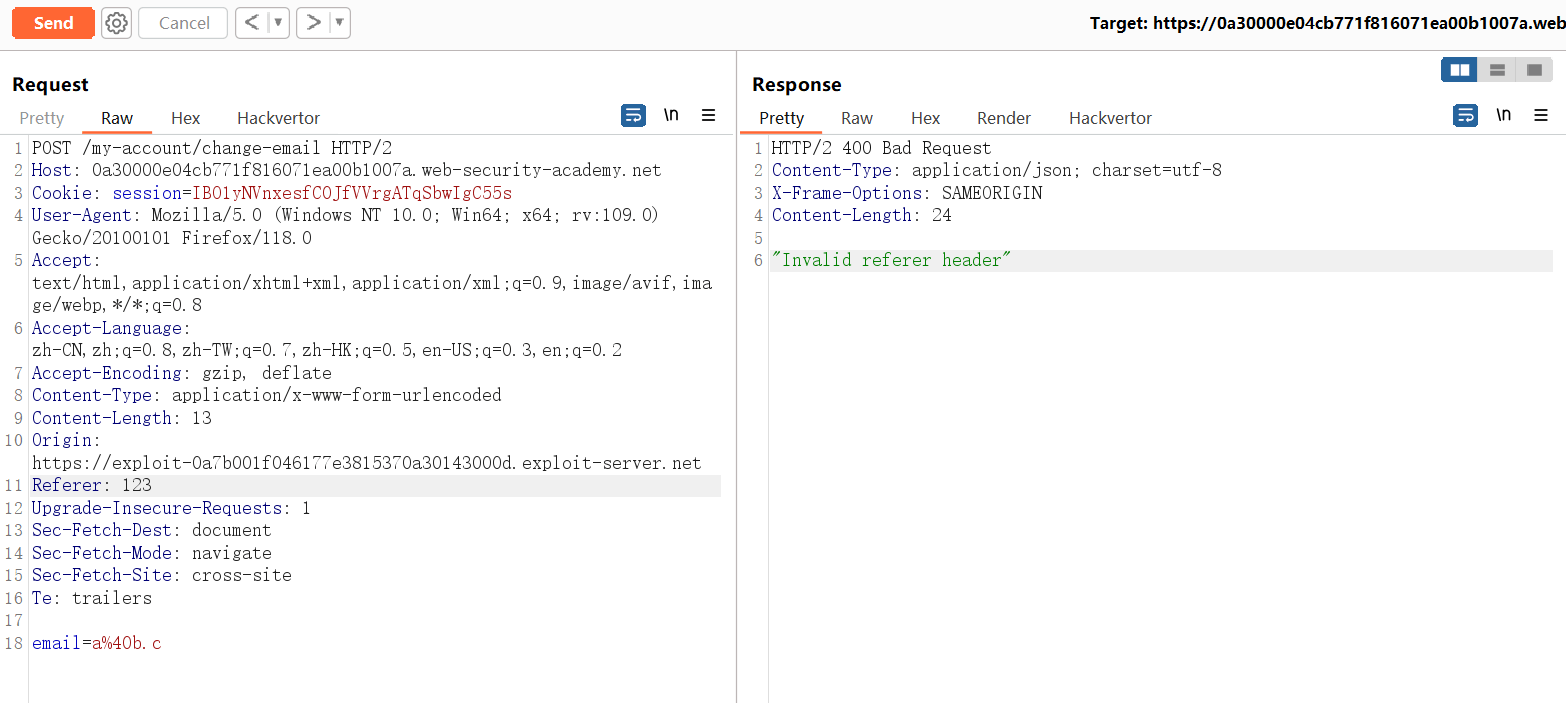 Send
Cancel
< ▼
> ▼
Target: https://0a30000e04cb771f816071ea00b1007a.web
Request
Pretty Raw Hex Hackvertor
\n
1 POST /my-account/change-email HTTP/2
2 Host: 0a30000e04cb771f816071ea00b1007a.web-security-academy.net
3 Cookie: session=IBO1yNVnxesfCOJfVVrgATqSbwIgC55s
4 User-Agent: Mozilla/5.0 (Windows NT 10.0; Win64; x64; rv:109.0)
Gecko/20100101 Firefox/118.0
5 Accept:
text/html,application/xhtml+xml,application/xml;q=0.9,image/avif,ima
ge/webp,*/*;q=0.8
6 Accept-Language:
zh-CN,zh;q=0.8,zh-TW;q=0.7,zh-HK;q=0.5,en-US;q=0.3,en;q=0.2
7 Accept-Encoding: gzip, deflate
8 Content-Type: application/x-www-form-urlencoded
9 Content-Length: 13
10 Origin:
https://exploit-0a7b001f046177e3815370a30143000d.exploit-server.net
11 Referer: 123
12 Upgrade-Insecure-Requests: 1
13 Sec-Fetch-Dest: document
14 Sec-Fetch-Mode: navigate
15 Sec-Fetch-Site: cross-site
16 Te: trailers
17
18 email=a%40b.c
Response
Pretty Raw Hex Render Hackvertor
\n
1 HTTP/2 400 Bad Request
2 Content-Type: application/json; charset=utf-8
3 X-Frame-Options: SAMEORIGIN
4 Content-Length: 24
5
6 "Invalid referer header"